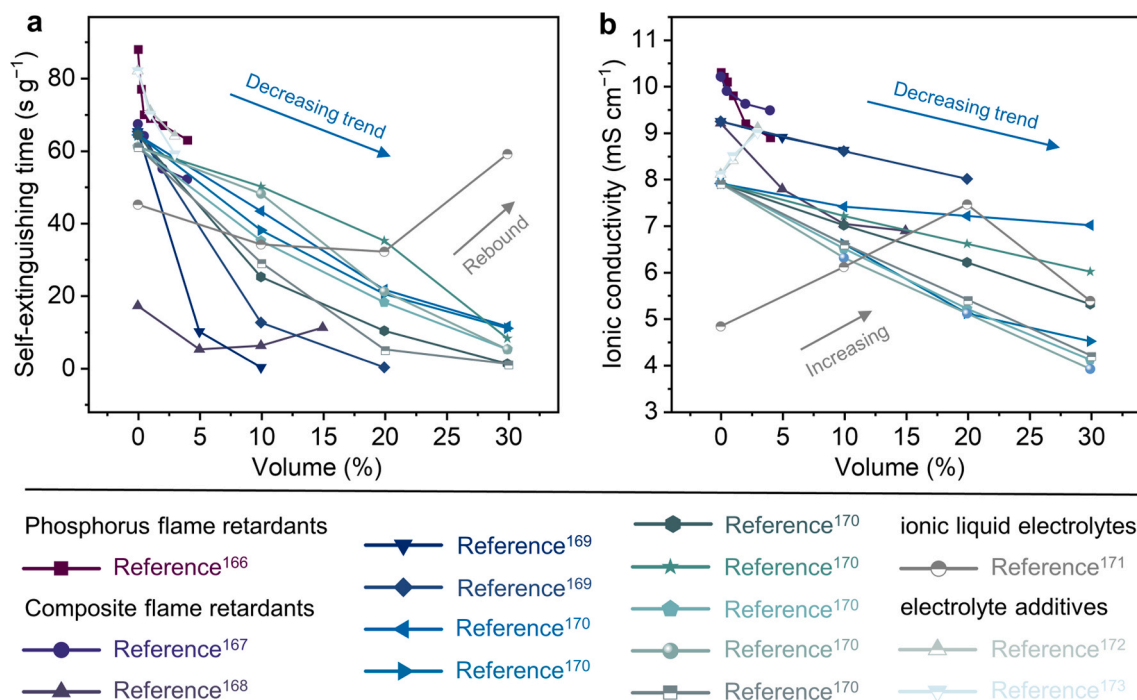 a
Self-extinguishing time (s g⁻¹)
80
60
40
20
0
Decreasing trend
Rebound
0 5 10 15 20 25 30
Volume (%)
b
Ionic conductivity (mS cm⁻¹)
11
10
9
8
7
6
5
4
3
Decreasing trend
Increasing
0 5 10 15 20 25 30
Volume (%)
Phosphorus flame retardants
Reference¹⁶⁶
Composite flame retardants
Reference¹⁶⁷
Reference¹⁶⁸
Reference¹⁶⁹
Reference¹⁶⁹
Reference¹⁷⁰
Reference¹⁷⁰
Reference¹⁷⁰
Reference¹⁷⁰
Reference¹⁷⁰
Reference¹⁷⁰
Reference¹⁷⁰
ionic liquid electrolytes
Reference¹⁷¹
electrolyte additives
Reference¹⁷²
Reference¹⁷³